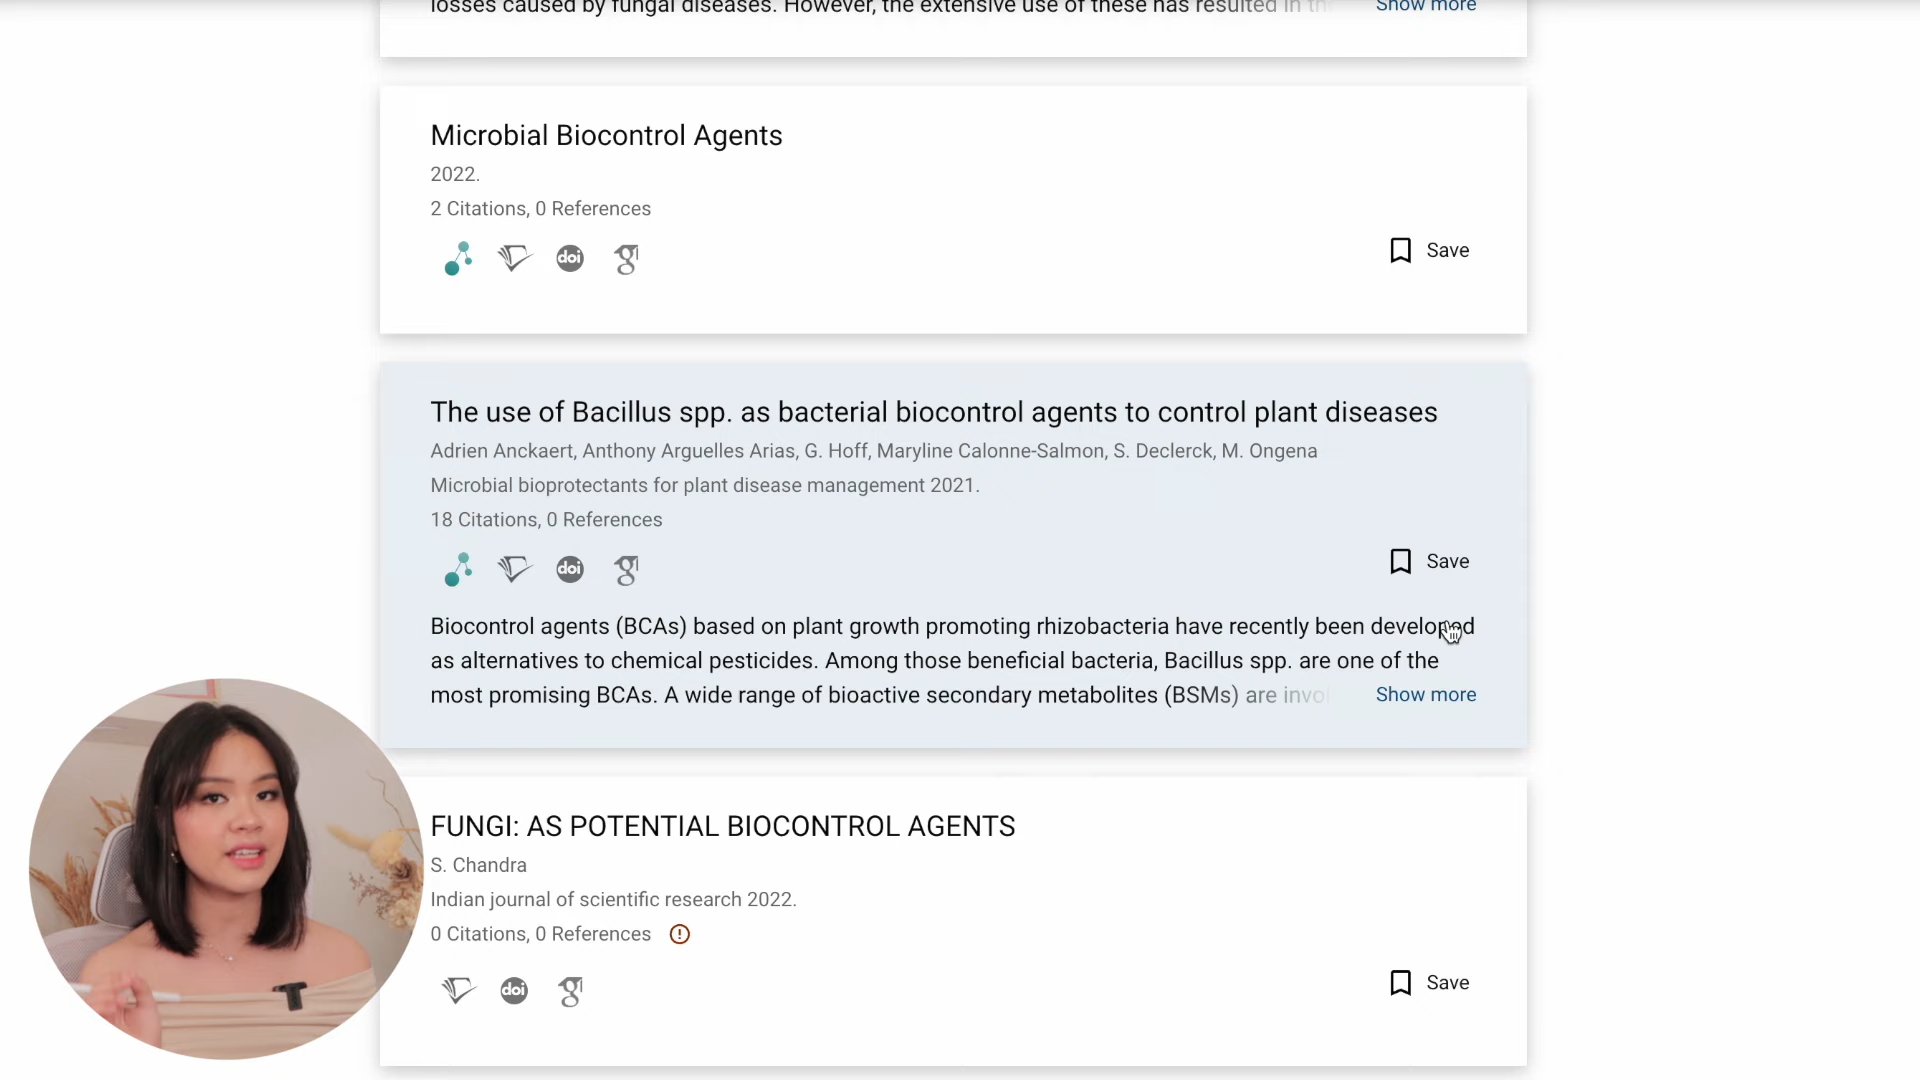 losses caused by fungal diseases. However, the extensive use of these has resulted in the
Show more
Microbial Biocontrol Agents
2022.
2 Citations, 0 References
doi
g
Save
The use of Bacillus spp. as bacterial biocontrol agents to control plant diseases
Adrien Anckaert, Anthony Arguelles Arias, G. Hoff, Maryline Calonne-Salmon, S. Declerck, M. Ongena
Microbial bioprotectants for plant disease management 2021.
18 Citations, 0 References
doi
g
Save
Biocontrol agents (BCAs) based on plant growth promoting rhizobacteria have recently been developed
as alternatives to chemical pesticides. Among those beneficial bacteria, Bacillus spp. are one of the
most promising BCAs. A wide range of bioactive secondary metabolites (BSMs) are invol
Show more
FUNGI: AS POTENTIAL BIOCONTROL AGENTS
S. Chandra
Indian journal of scientific research 2022.
0 Citations, 0 References
doi
g
Save